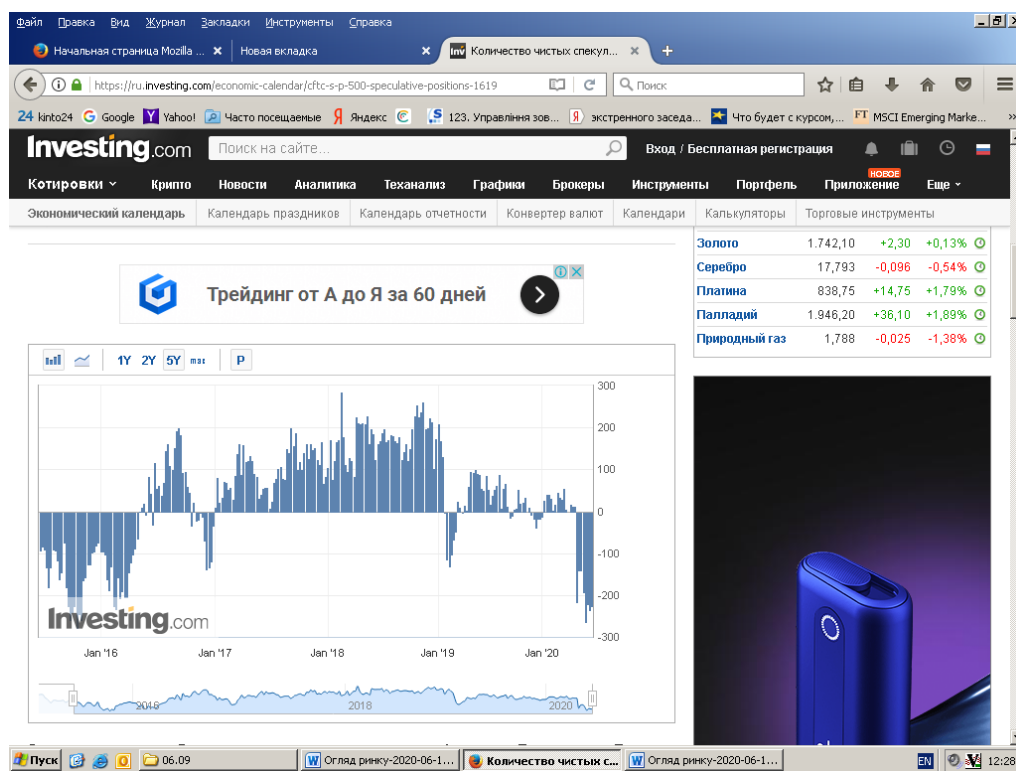 Файл Правка Вид Журнал Закладки Инструменты Справка
Начальная страница Mozilla ... × Новая вкладка × Количество чистых спекул... × +
https://ru.investing.com/economic-calendar/cftc-s-p-500-speculative-positions-1619 Поиск
24 kinto24 Google Yahoo! Часто посещаемые Яндекс 123. Управління зов... экстренного заседа... Что будет с курсом,... FT MSCI Emerging Marke... »
Investing.com Поиск на сайте... Вход / Бесплатная регистрация
НОВОЕ
Котировки Крипто Новости Аналитика Теханализ Графики Брокеры Инструменты Портфель Приложение Еще
Экономический календарь Календарь праздников Календарь отчетности Конвертер валют Календари Калькуляторы Торговые инструменты
Золото 1.742,10 +2,30 +0,13%
Серебро 17,793 -0,096 -0,54%
Платина 838,75 +14,75 +1,79%
Палладий 1.946,20 +36,10 +1,89%
Природный газ 1,788 -0,025 -1,38%
Трейдинг от А до Я за 60 дней
1Y 2Y 5Y max P
300
200
100
0
-100
-200
-300
Investing.com
Jan '16 Jan '17 Jan '18 Jan '19 Jan '20
2016 2018 2020
Пуск 06.09 Огляд ринку-2020-06-1... Количество чистых с... Огляд ринку-2020-06-1... EN 12:28